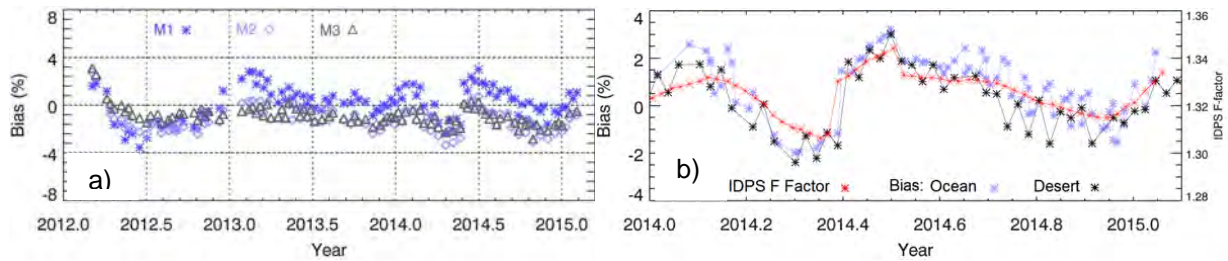 8
4
0
-4
-8
Bias (%)
M1
M2
M3
a)
2012.0 2012.5 2013.0 2013.5 2014.0 2014.5 2015.0
Year
4
2
0
-2
-4
Bias (%)
b)
IDPS F Factor Bias: Ocean Desert
2014.0 2014.2 2014.4 2014.6 2014.8 2015.0
Year
1.36
1.34
1.32
1.30
1.28
IDPS F-factor